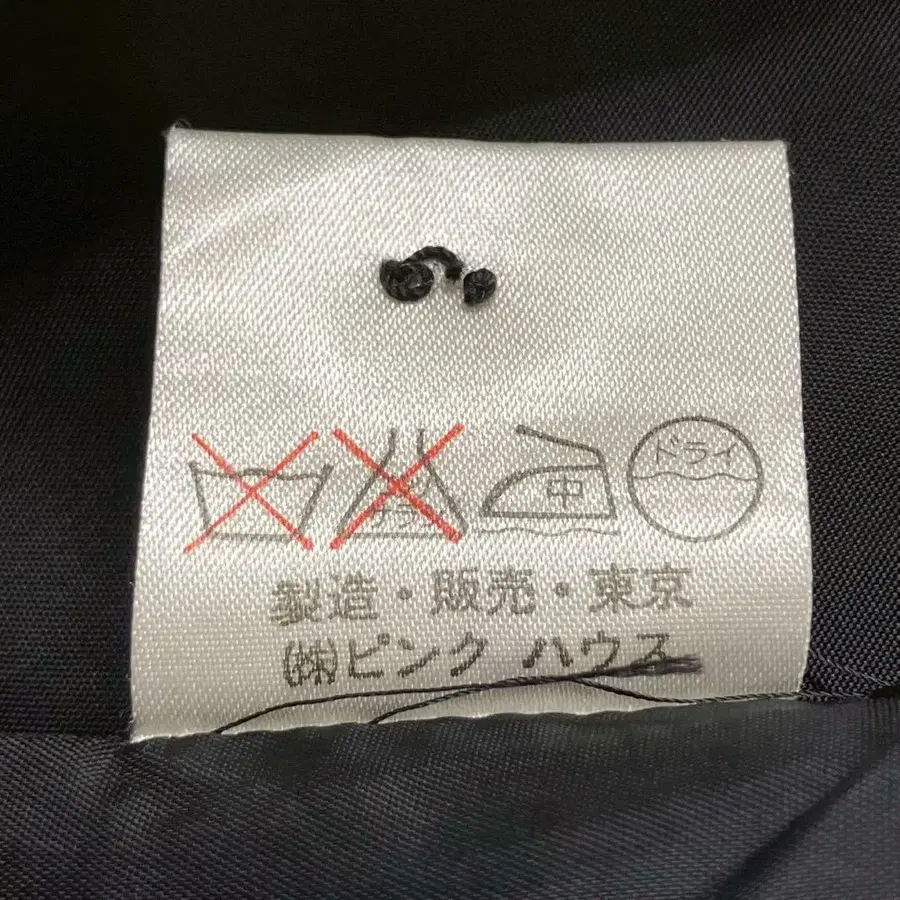 中 ドライ
製造・販売・東京
(株)ピンク ハウス